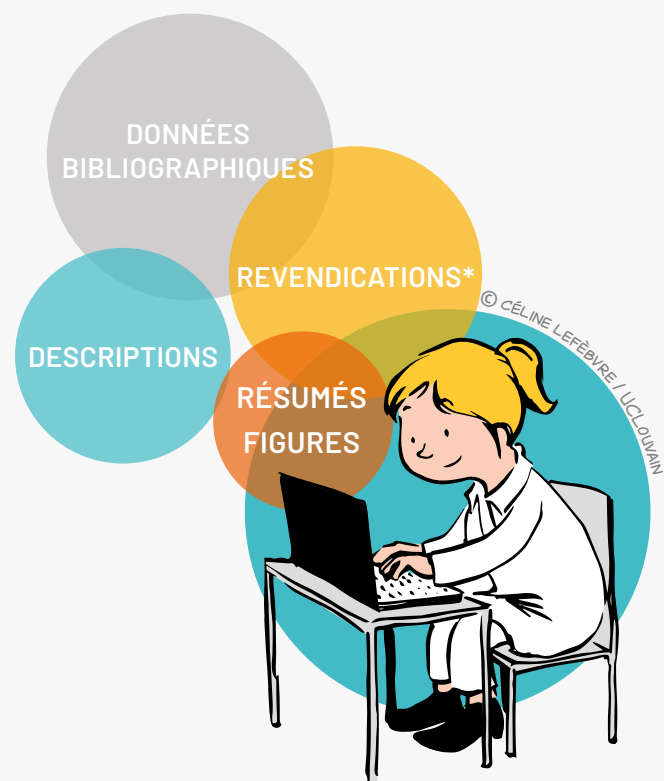 DONNÉES
BIBLIOGRAPHIQUES
REVENDICATIONS*
© CÉLINE LEFÈBVRE / UCLOUVAIN
DESCRIPTIONS
RÉSUMÉS
FIGURES